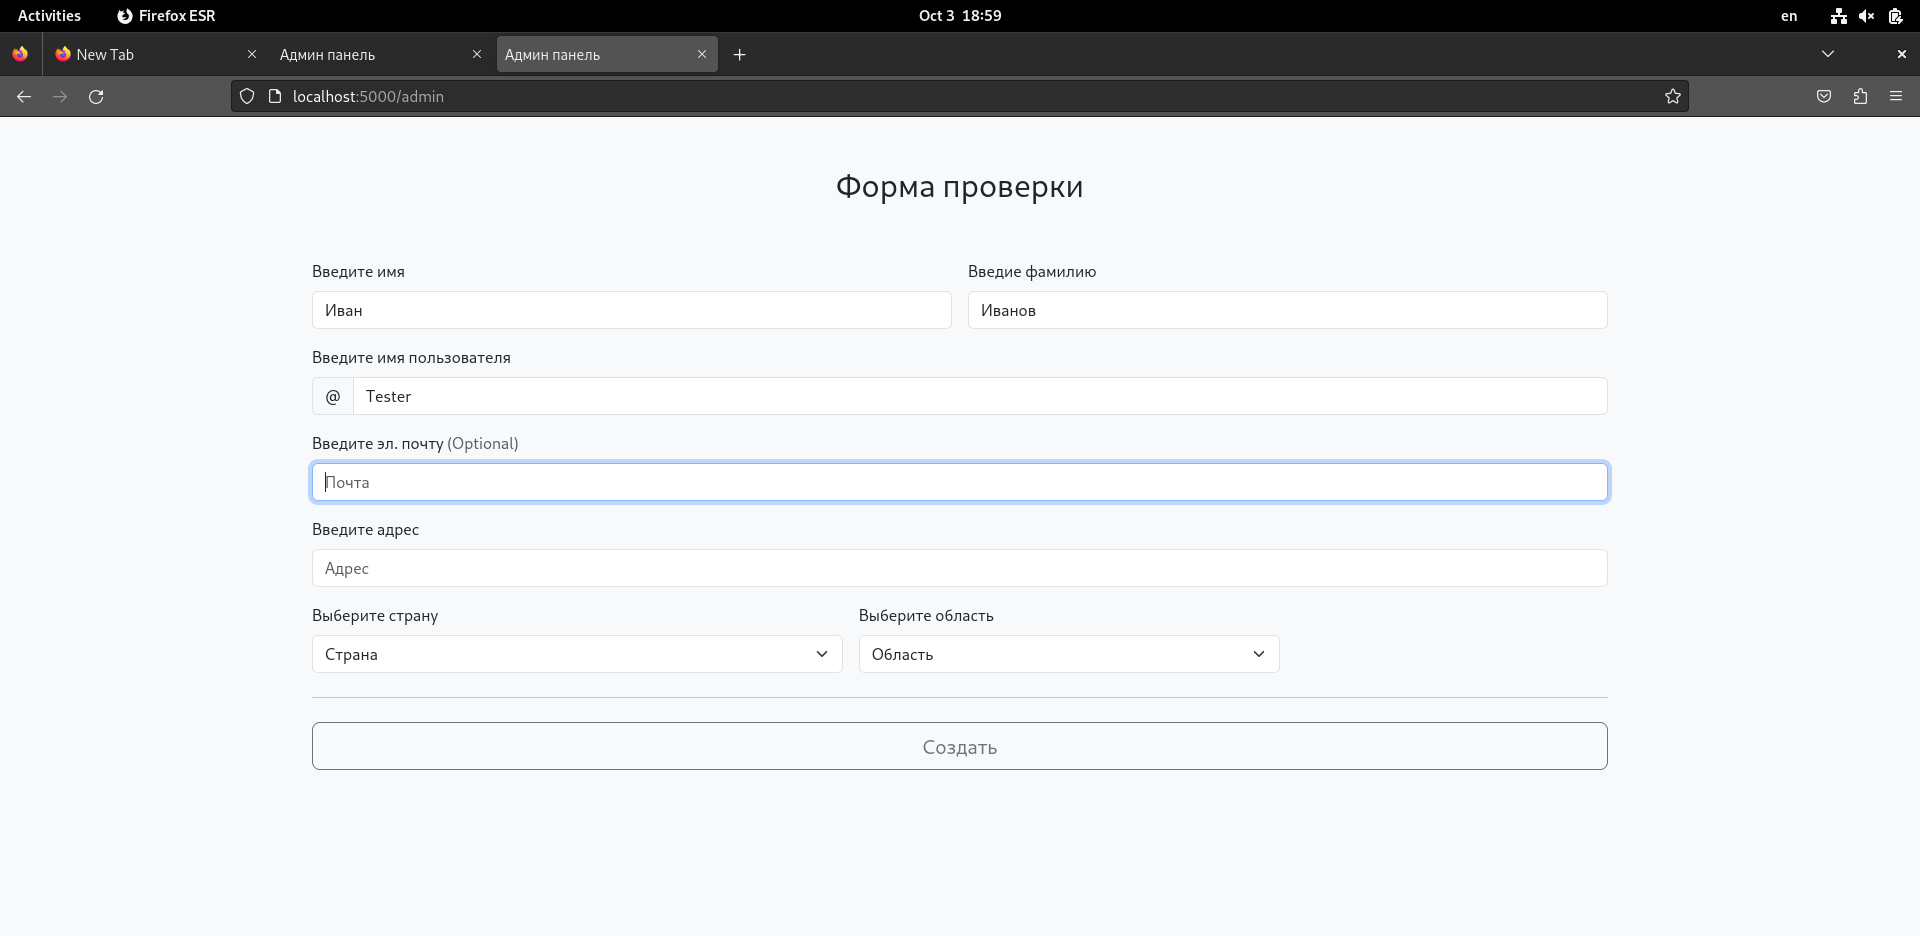 Activities Firefox ESR Oct 3 18:59 en
New Tab Админ панель Админ панель
localhost:5000/admin
Форма проверки
Введите имя Введие фамилию
Иван Иванов
Введите имя пользователя
@ Tester
Введите эл. почту (Optional)
Почта
Введите адрес
Адрес
Выберите страну Выберите область
Страна Область
Создать